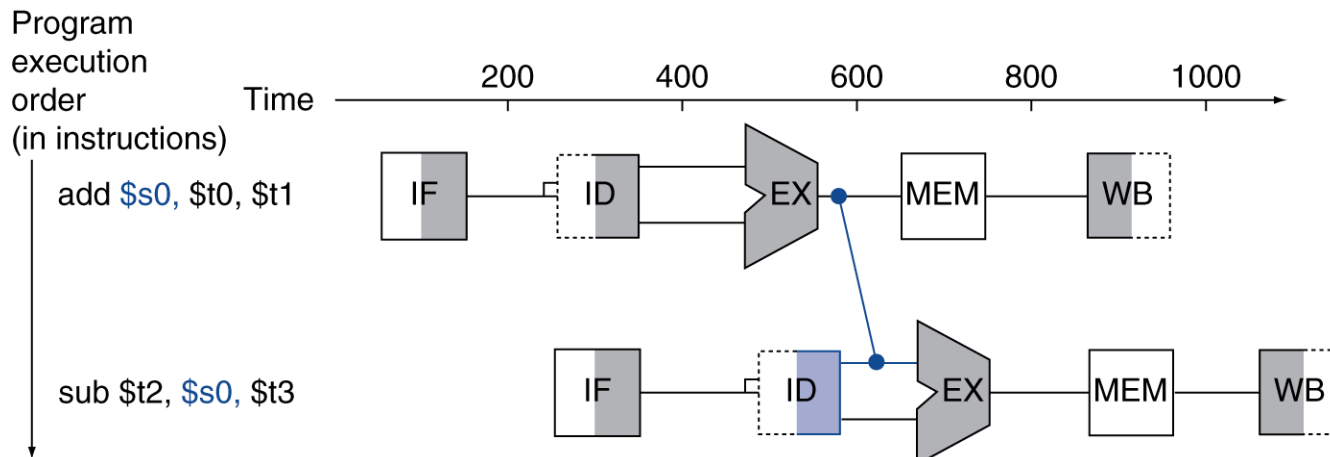 Program
execution
order
(in instructions)
Time
200 400 600 800 1000
add $s0, $t0, $t1
IF ID EX MEM WB
sub $t2, $s0, $t3
IF ID EX MEM WB